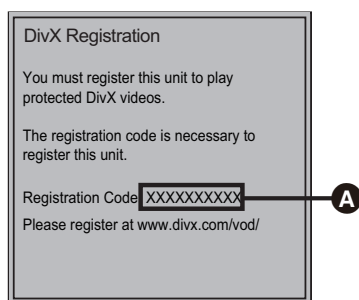 DivX Registration
You must register this unit to play
protected DivX videos.
The registration code is necessary to
register this unit.
Registration Code XXXXXXXXXX
A
Please register at www.divx.com/vod/